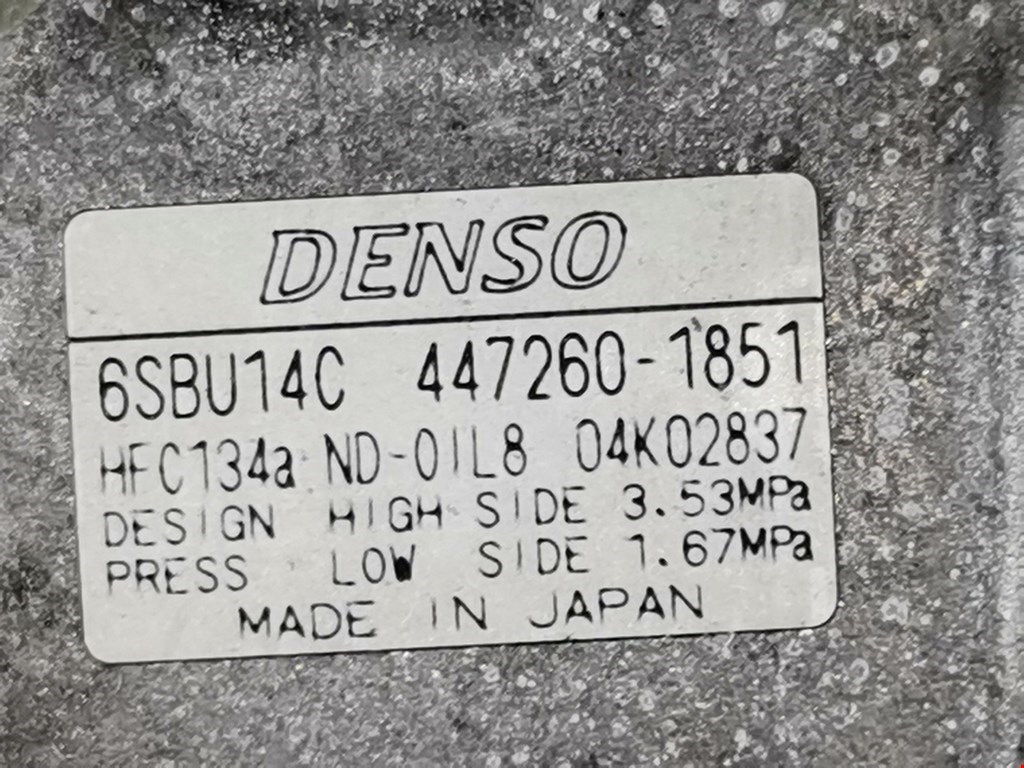 DENSO
6SBU14C 447260-1851
HFC134a ND-OIL8 04K02837
DESIGN HIGH SIDE 3.53MPa
PRESS LOW SIDE 1.67MPa
MADE IN JAPAN